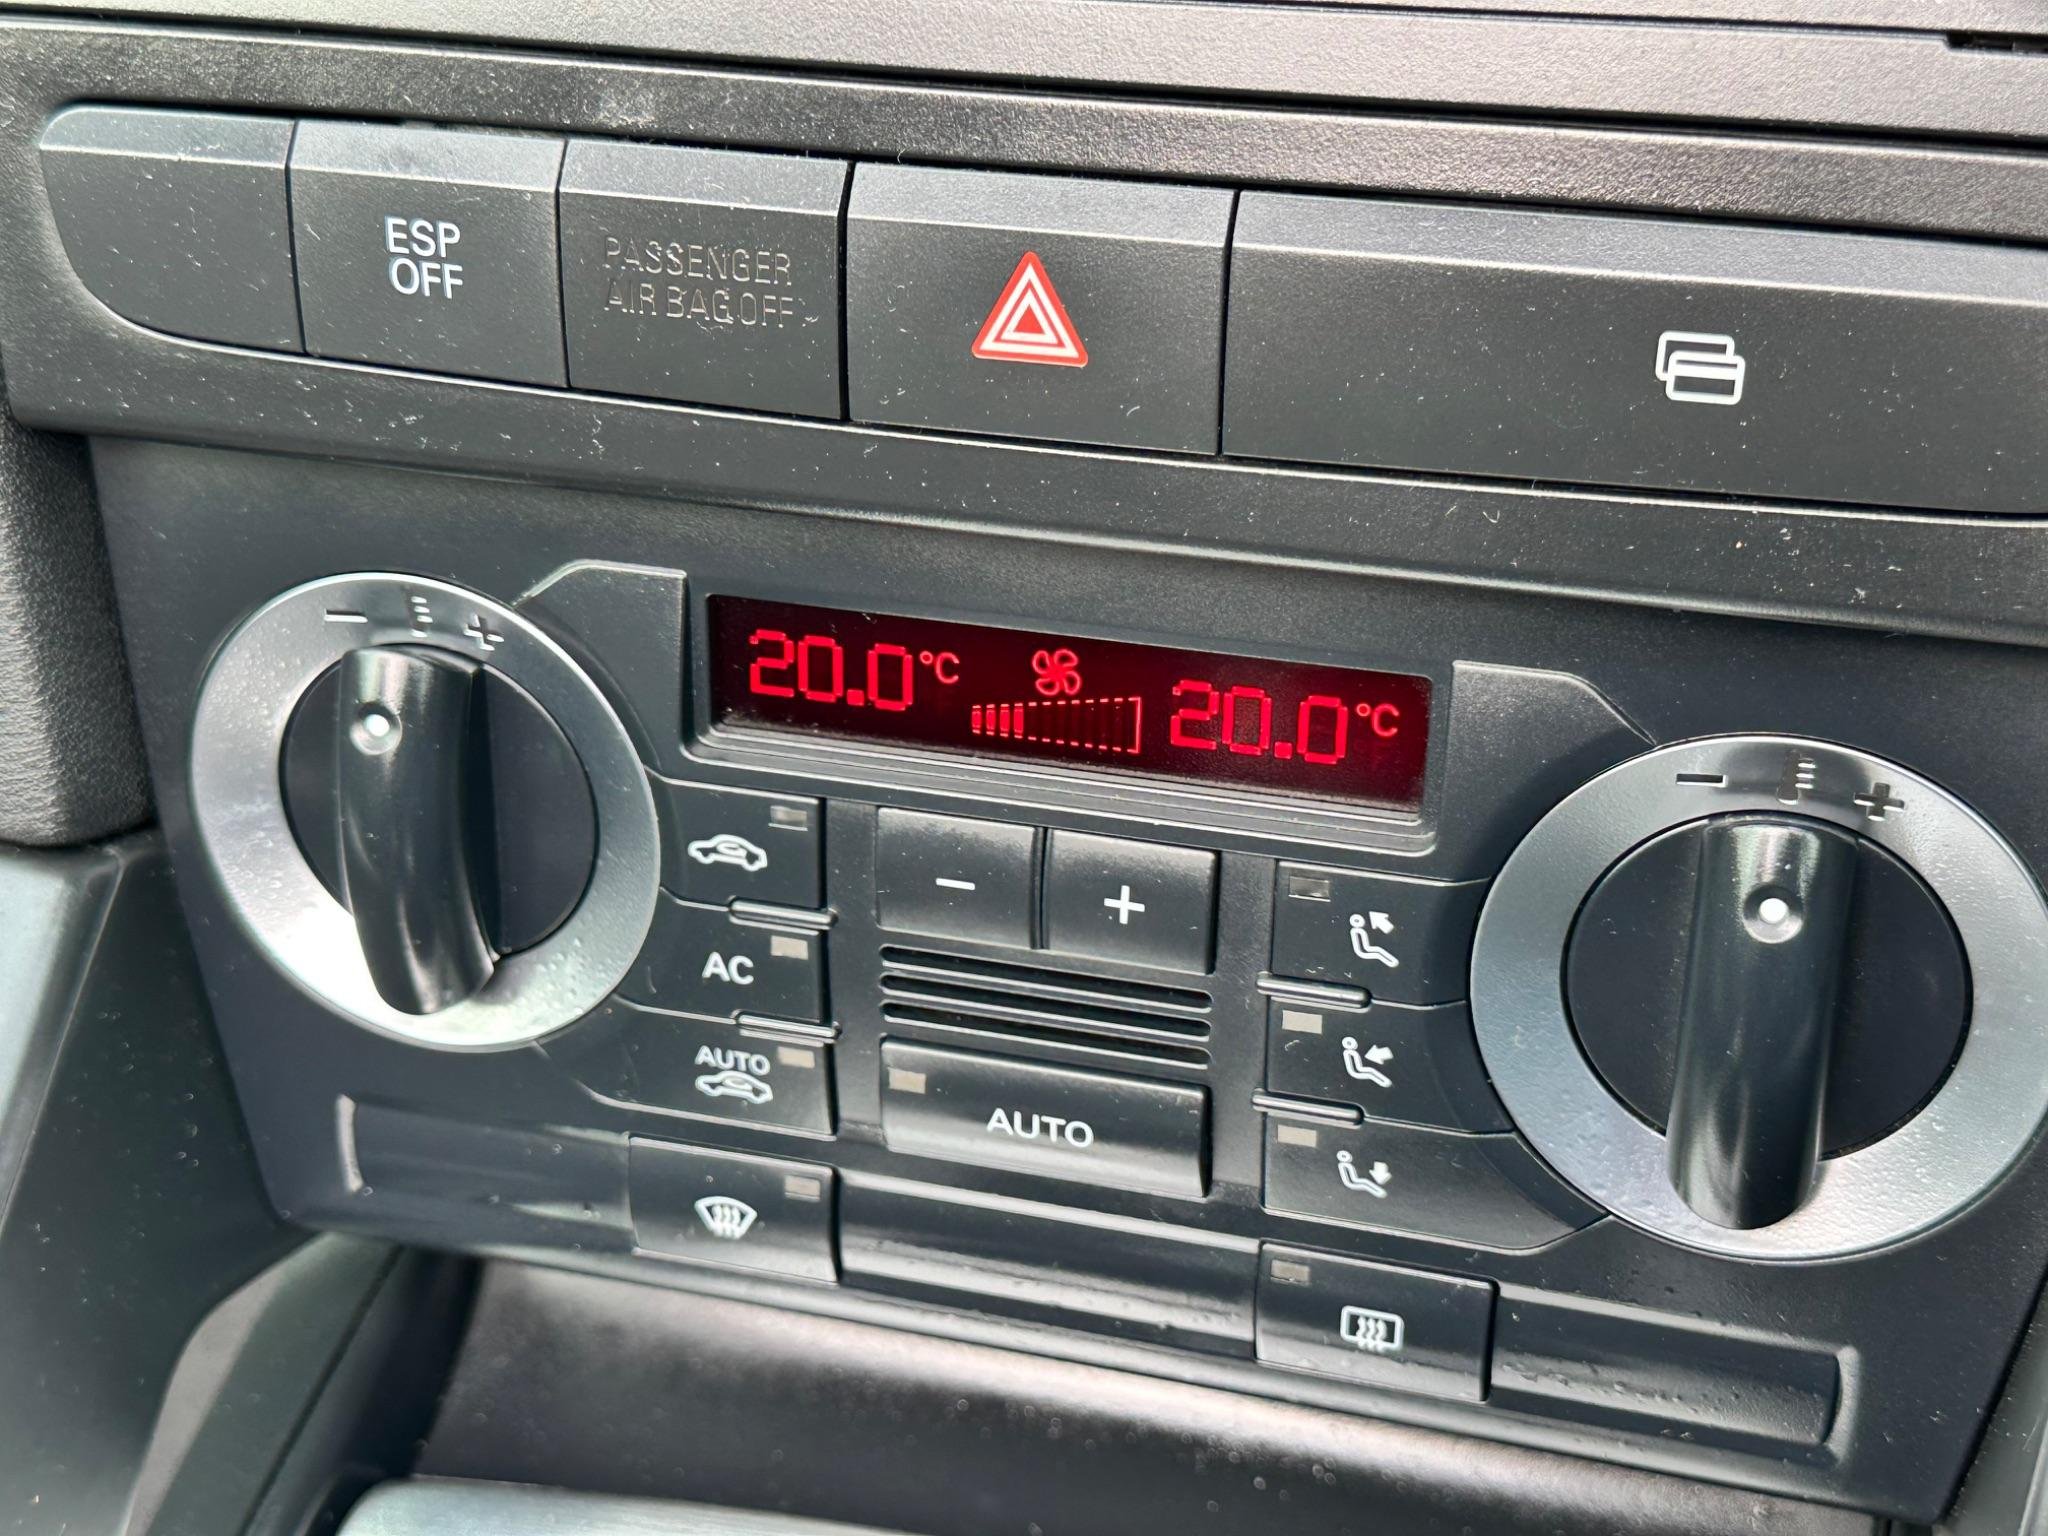 ESP
OFF
PASSENGER
AIR BAG OFF
20.0°C
20.0°C
AC
AUTO
AUTO